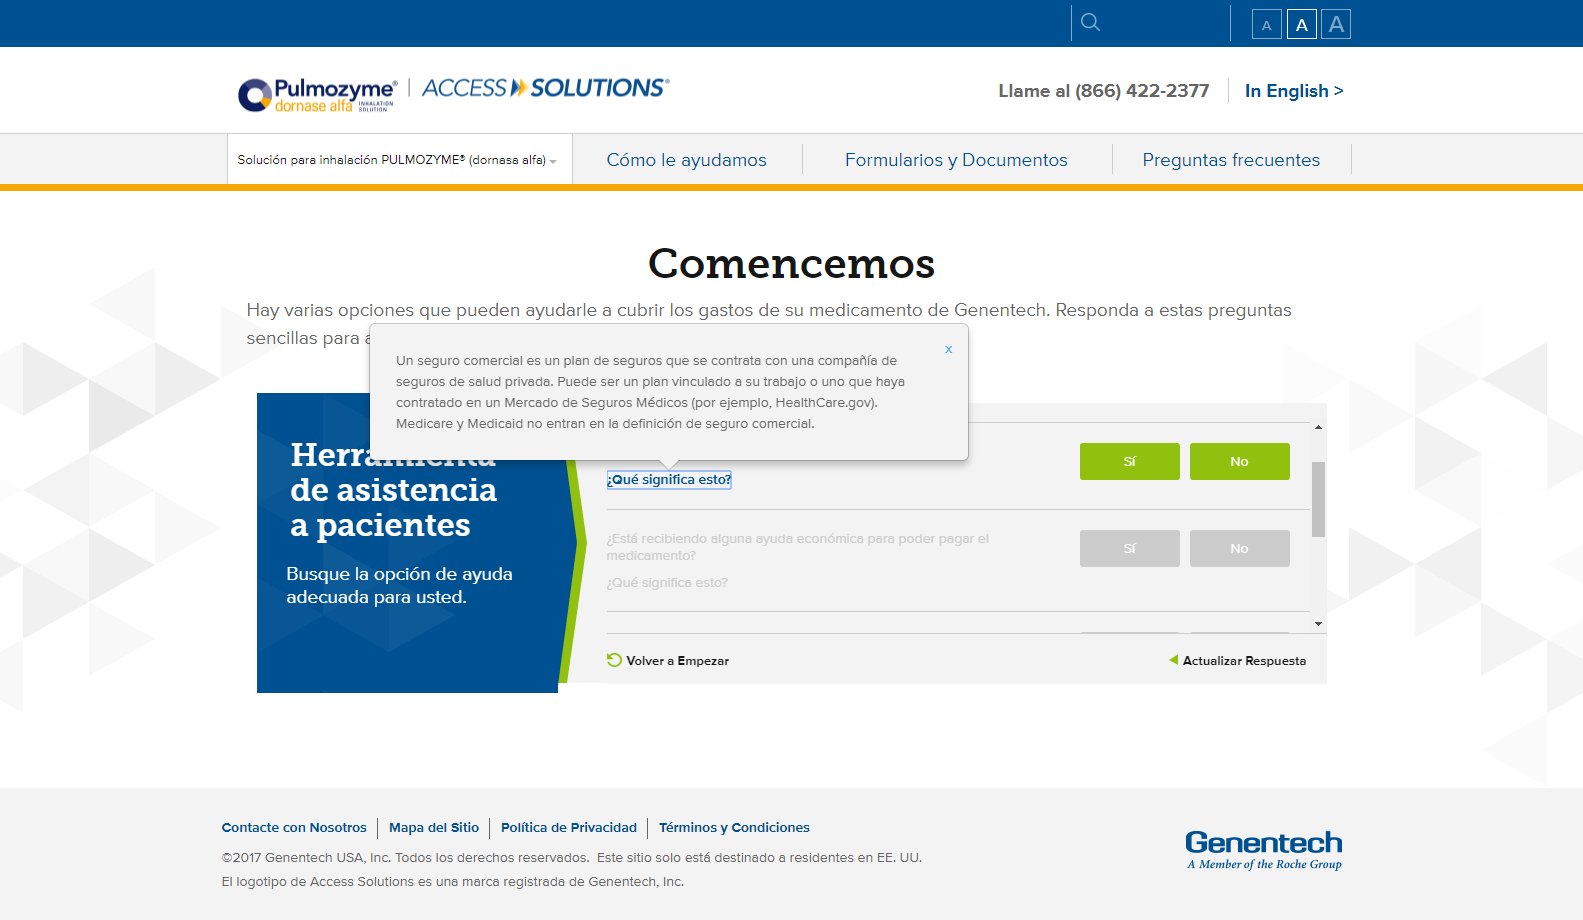 A A A
Pulmozyme®
dornase alfa INHALATION SOLUTION
ACCESS SOLUTIONS®
Llame al (866) 422-2377
In English >
Solución para inhalación PULMOZYME® (dornasa alfa)
Cómo le ayudamos
Formularios y Documentos
Preguntas frecuentes
Comencemos
Hay varias opciones que pueden ayudarle a cubrir los gastos de su medicamento de Genentech. Responda a estas preguntas
sencillas para a
x
Un seguro comercial es un plan de seguros que se contrata con una compañía de
seguros de salud privada. Puede ser un plan vinculado a su trabajo o uno que haya
contratado en un Mercado de Seguros Médicos (por ejemplo, HealthCare.gov).
Medicare y Medicaid no entran en la definición de seguro comercial.
Herramienta
de asistencia
a pacientes
Busque la opción de ayuda
adecuada para usted.
Sí No
¿Qué significa esto?
¿Está recibiendo alguna ayuda económica para poder pagar el
medicamento?
Sí No
¿Qué significa esto?
Volver a Empezar
Actualizar Respuesta
Contacte con Nosotros
Mapa del Sitio
Política de Privacidad
Términos y Condiciones
©2017 Genentech USA, Inc. Todos los derechos reservados. Este sitio solo está destinado a residentes en EE. UU.
El logotipo de Access Solutions es una marca registrada de Genentech, Inc.
Genentech
A Member of the Roche Group